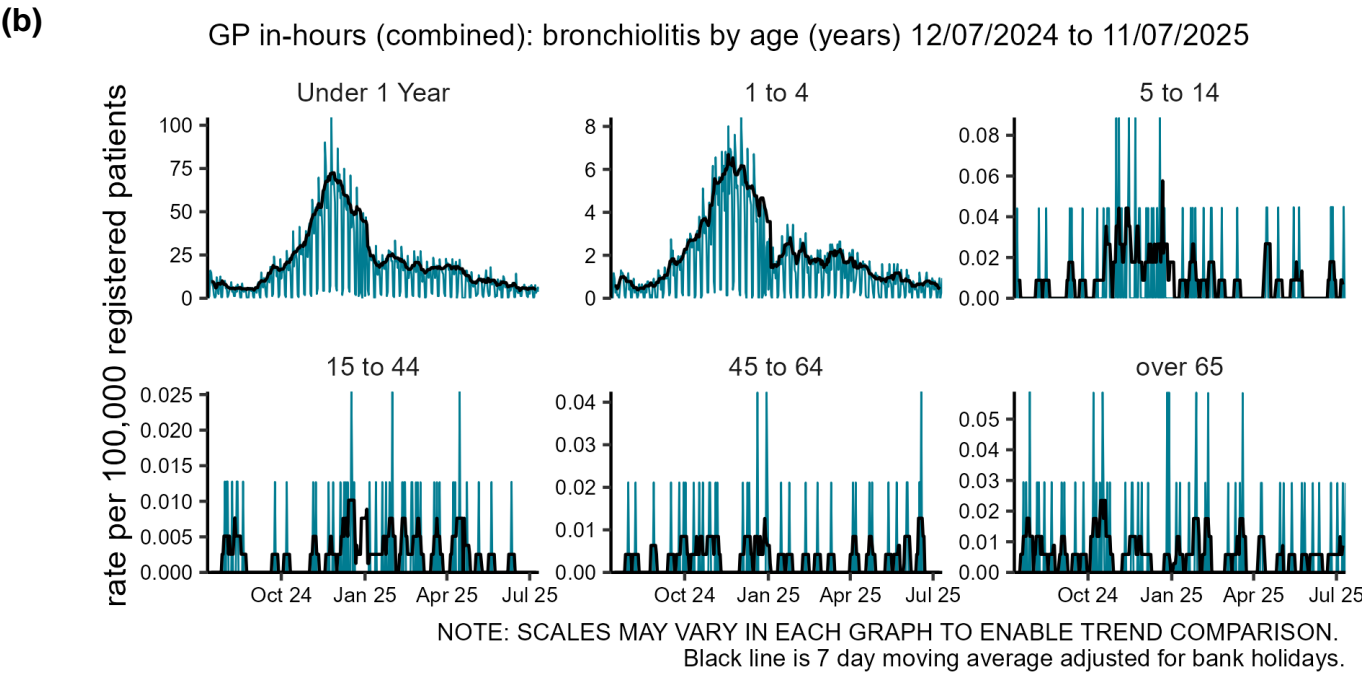 (b)
GP in-hours (combined): bronchiolitis by age (years) 12/07/2024 to 11/07/2025
rate per 100,000 registered patients
Under 1 Year
100
75
50
25
0
1 to 4
8
6
4
2
0
5 to 14
0.08
0.06
0.04
0.02
0.00
15 to 44
0.025
0.020
0.015
0.010
0.005
0.000
Oct 24 Jan 25 Apr 25 Jul 25
45 to 64
0.04
0.03
0.02
0.01
0.00
Oct 24 Jan 25 Apr 25 Jul 25
over 65
0.05
0.04
0.03
0.02
0.01
0.00
Oct 24 Jan 25 Apr 25 Jul 25
NOTE: SCALES MAY VARY IN EACH GRAPH TO ENABLE TREND COMPARISON.
Black line is 7 day moving average adjusted for bank holidays.